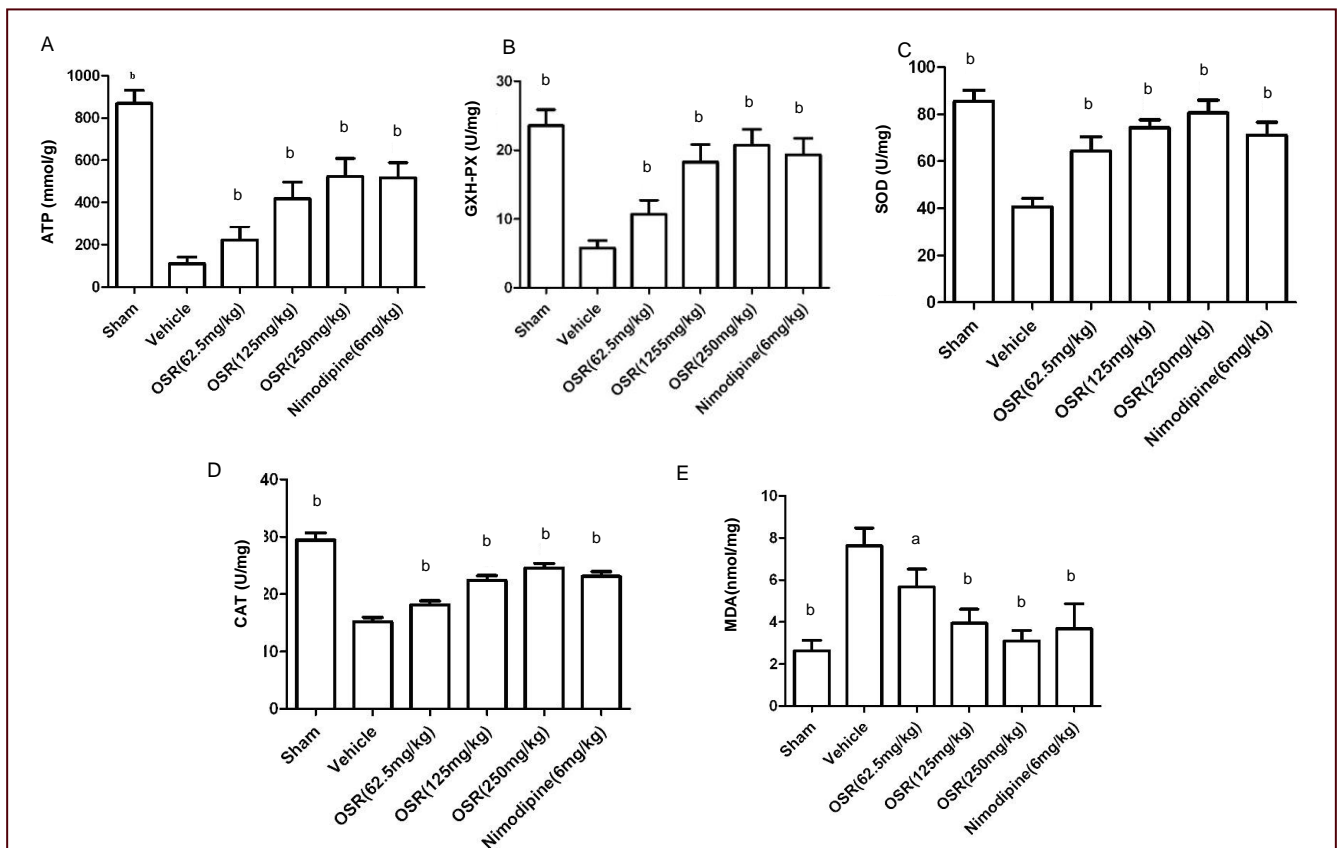 A
b
1000
800
600
400
200
0
ATP (mmol/g)
b
b
b
b
Sham
Vehicle
OSR(62.5mg/kg)
OSR(125mg/kg)
OSR(250mg/kg)
Nimodipine(6mg/kg)
B
b
30
20
10
0
GXH-PX (U/mg)
b
b
b
b
Sham
Vehicle
OSR(62.5mg/kg)
OSR(1255mg/kg)
OSR(250mg/kg)
Nimodipine(6mg/kg)
C
b
100
80
60
40
20
0
SOD (U/mg)
b
b
b
b
Sham
Vehicle
OSR(62.5mg/kg)
OSR(125mg/kg)
OSR(250mg/kg)
Nimodipine(6mg/kg)
D
40
30
20
10
0
CAT (U/mg)
b
b
b
b
b
Sham
Vehicle
OSR(62.5mg/kg)
OSR(125mg/kg)
OSR(250mg/kg)
Nimodipine(6mg/kg)
E
10
8
6
4
2
0
MDA(nmol/mg)
b
a
b
b
b
Sham
Vehicle
OSR(62.5mg/kg)
OSR(125mg/kg)
OSR(250mg/kg)
Nimodipine(6mg/kg)